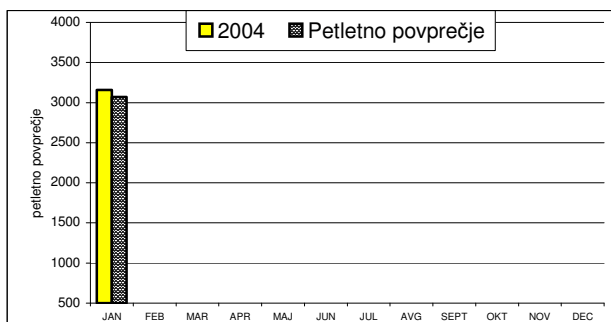 2004 Petletno povprečje
petletno povprečje
4000
3500
3000
2500
2000
1500
1000
500
JAN FEB MAR APR MAJ JUN JUL AVG SEPT OKT NOV DEC